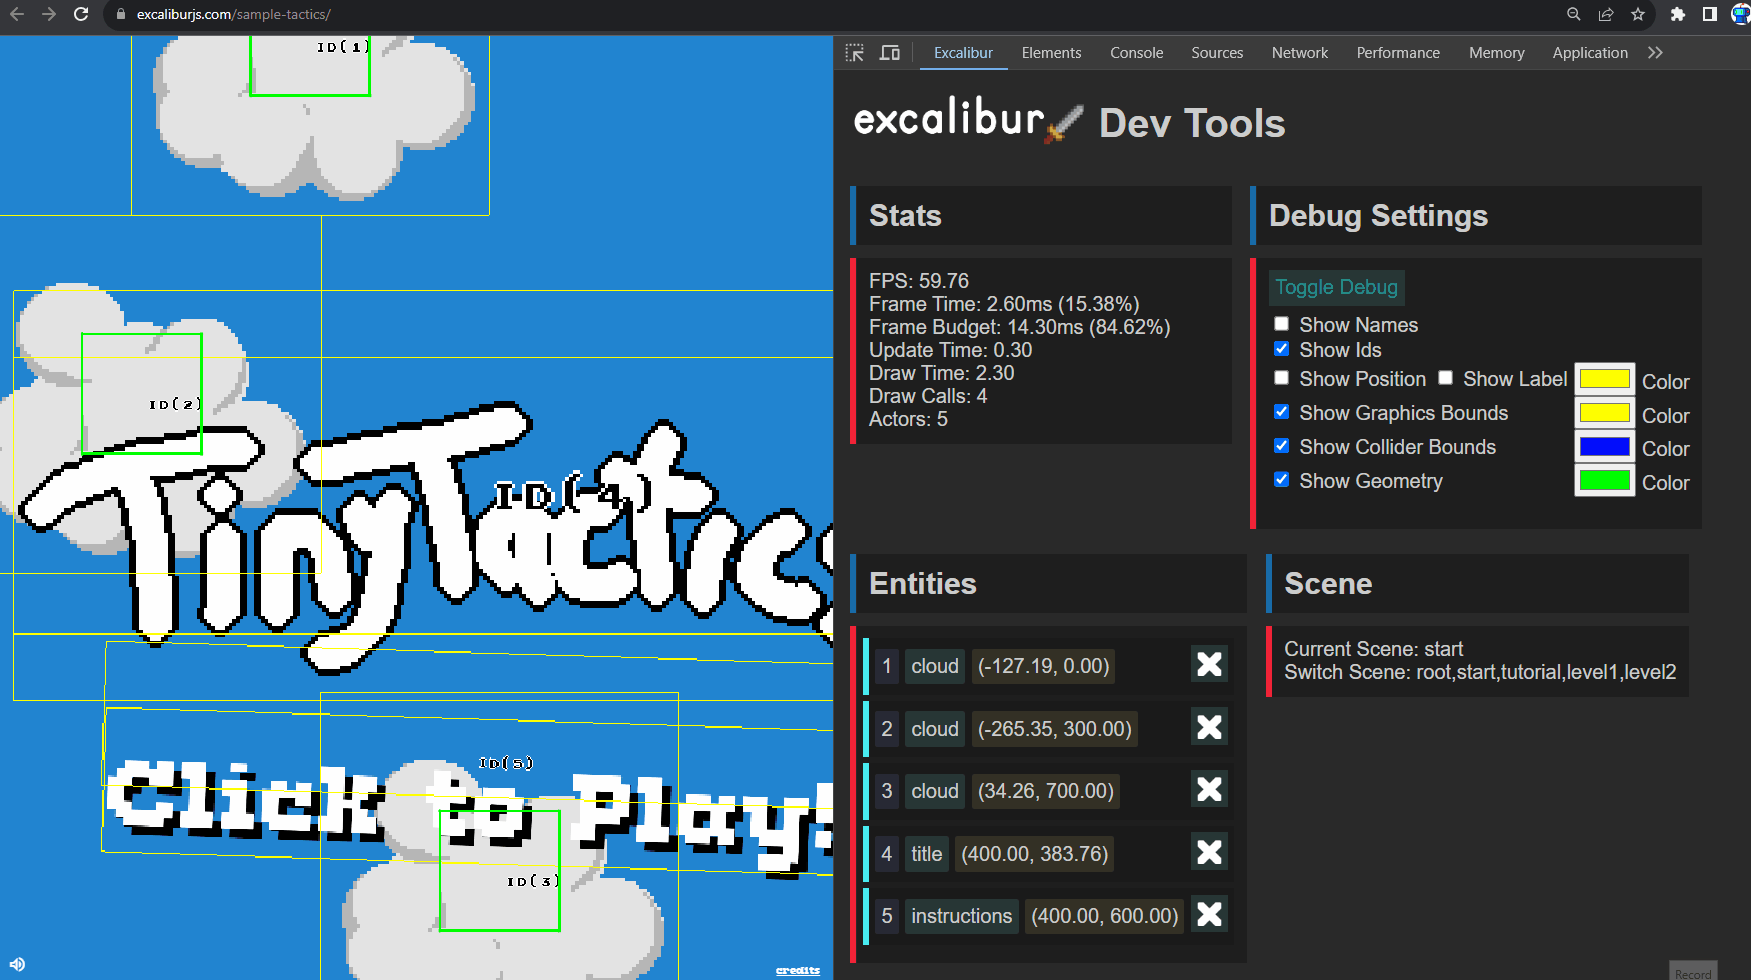 excaliburjs.com/sample-tactics/
ID(1)
ID(2)
Tiny Tactics
ID(4)
ID(5)
Click to Play!
ID(3)
credits
Excalibur Elements Console Sources Network Performance Memory Application
excalibur Dev Tools
Stats
FPS: 59.76
Frame Time: 2.60ms (15.38%)
Frame Budget: 14.30ms (84.62%)
Update Time: 0.30
Draw Time: 2.30
Draw Calls: 4
Actors: 5
Debug Settings
Toggle Debug
Show Names
Show Ids
Show Position Show Label Color
Show Graphics Bounds Color
Show Collider Bounds Color
Show Geometry Color
Entities
1 cloud (-127.19, 0.00)
2 cloud (-265.35, 300.00)
3 cloud (34.26, 700.00)
4 title (400.00, 383.76)
5 instructions (400.00, 600.00)
Scene
Current Scene: start
Switch Scene: root,start,tutorial,level1,level2
Record